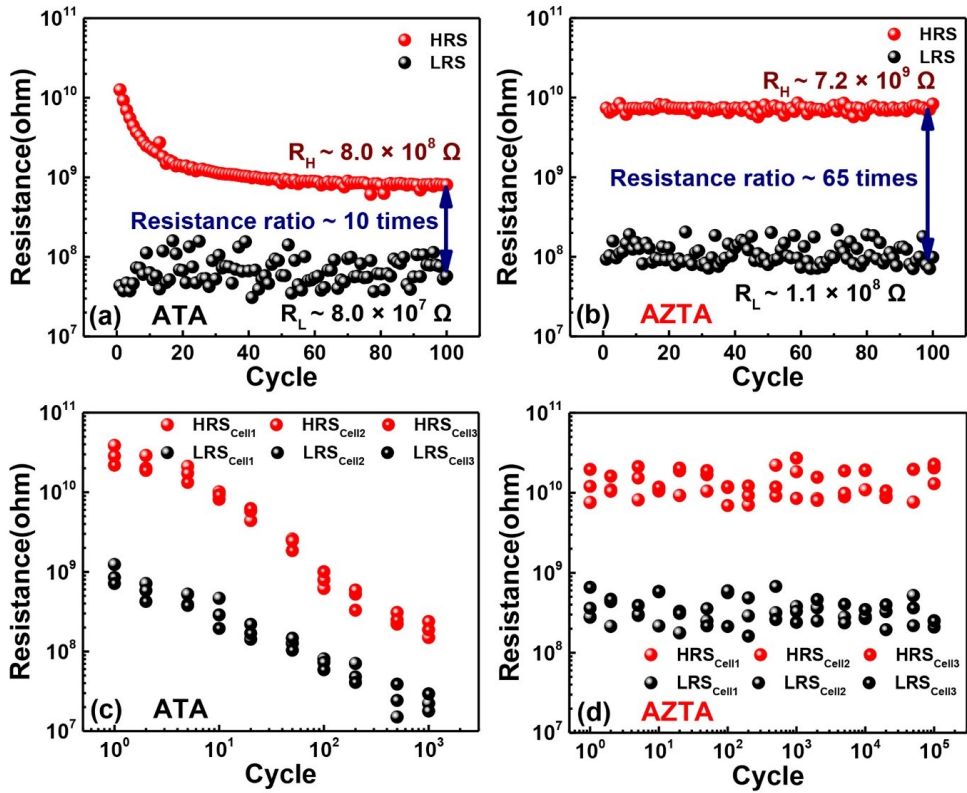 Resistance(ohm)
10¹¹
10¹⁰
10⁹
10⁸
10⁷
HRS
LRS
R_H ~ 8.0 × 10⁸ Ω
Resistance ratio ~ 10 times
R_L ~ 8.0 × 10⁷ Ω
(a) ATA
0 20 40 60 80 100
Cycle
Resistance(ohm)
10¹¹
10¹⁰
10⁹
10⁸
10⁷
HRS
LRS
R_H ~ 7.2 × 10⁹ Ω
Resistance ratio ~ 65 times
R_L ~ 1.1 × 10⁸ Ω
(b) AZTA
0 20 40 60 80 100
Cycle
Resistance(ohm)
10¹¹
10¹⁰
10⁹
10⁸
10⁷
HRS_Cell1 HRS_Cell2 HRS_Cell3
LRS_Cell1 LRS_Cell2 LRS_Cell3
(c) ATA
10⁰ 10¹ 10² 10³
Cycle
Resistance(ohm)
10¹¹
10¹⁰
10⁹
10⁸
10⁷
HRS_Cell1 HRS_Cell2 HRS_Cell3
LRS_Cell1 LRS_Cell2 LRS_Cell3
(d) AZTA
10⁰ 10¹ 10² 10³ 10⁴ 10⁵
Cycle